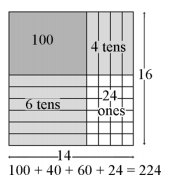 100
4 tens
16
6 tens
24
ones
14
100 + 40 + 60 + 24 = 224